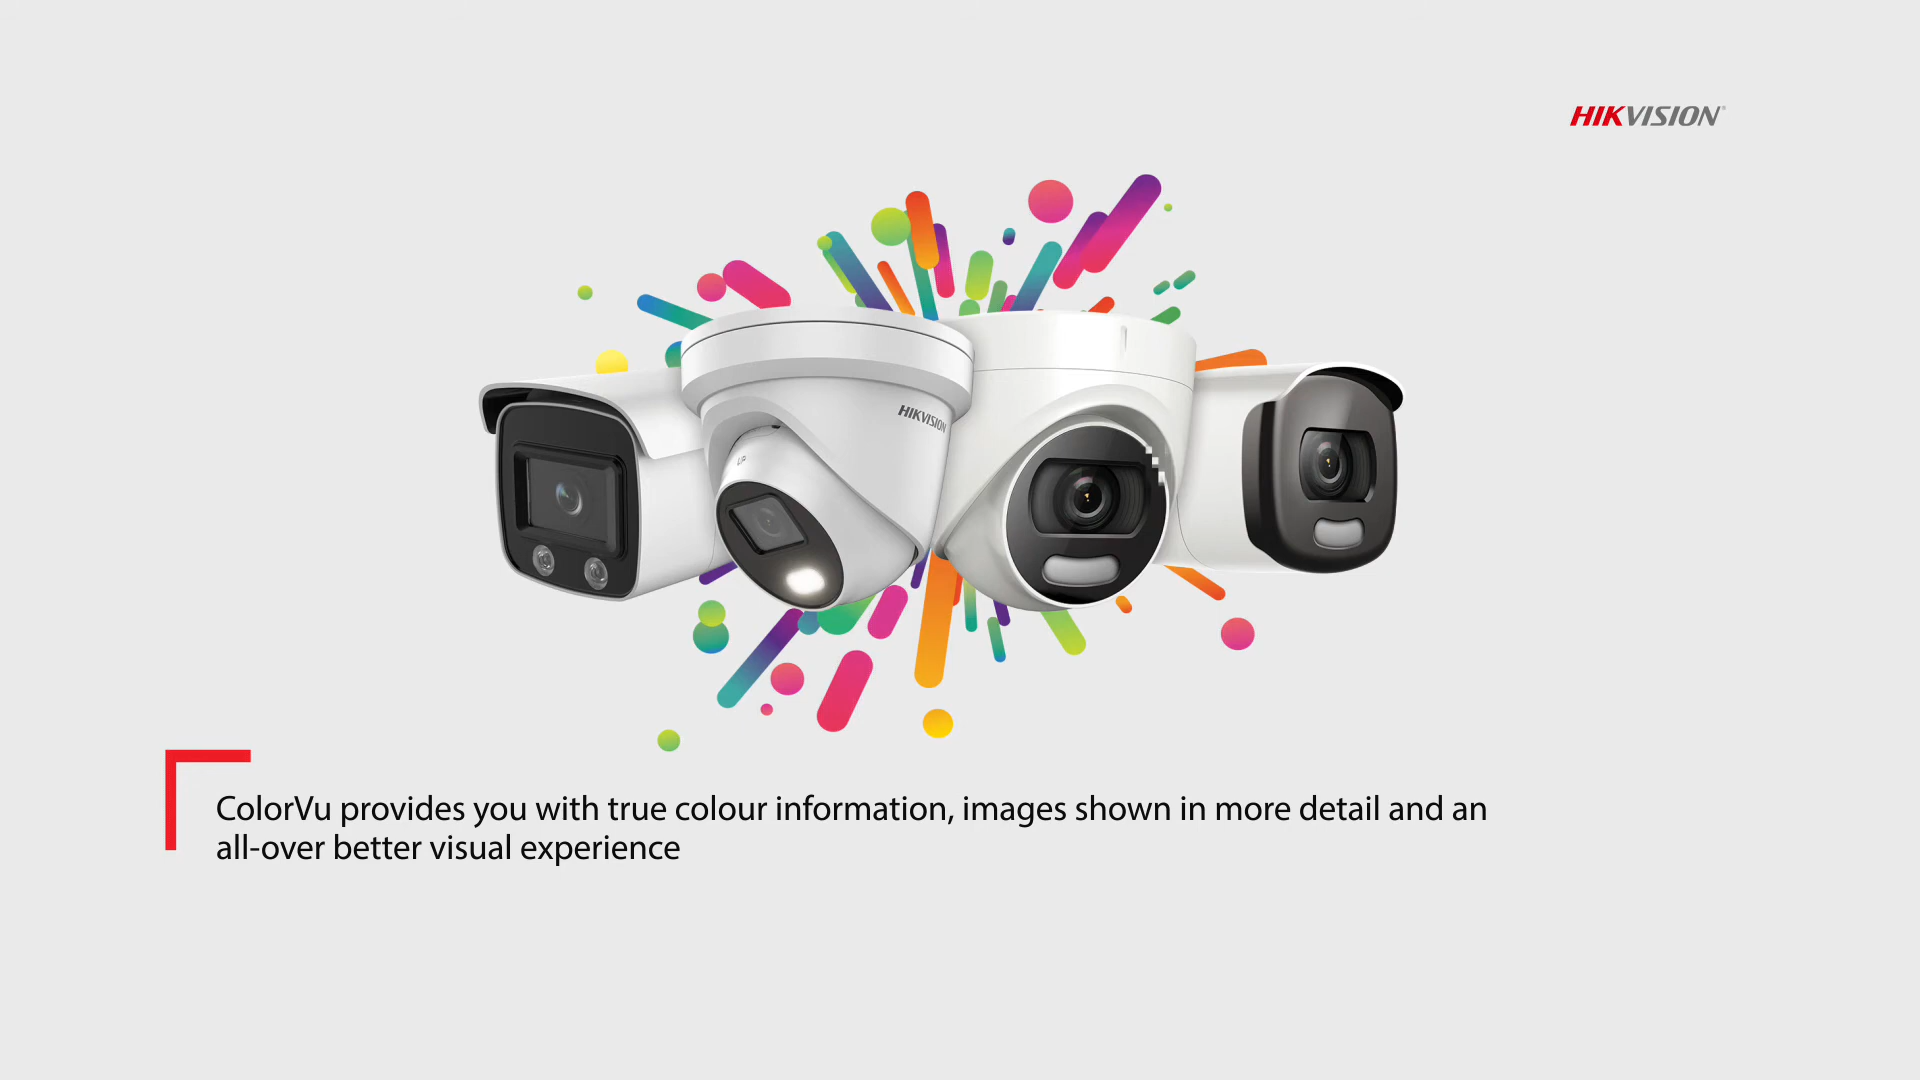 HIKVISION®
HIKVISION
ColorVu provides you with true colour information, images shown in more detail and an
all-over better visual experience